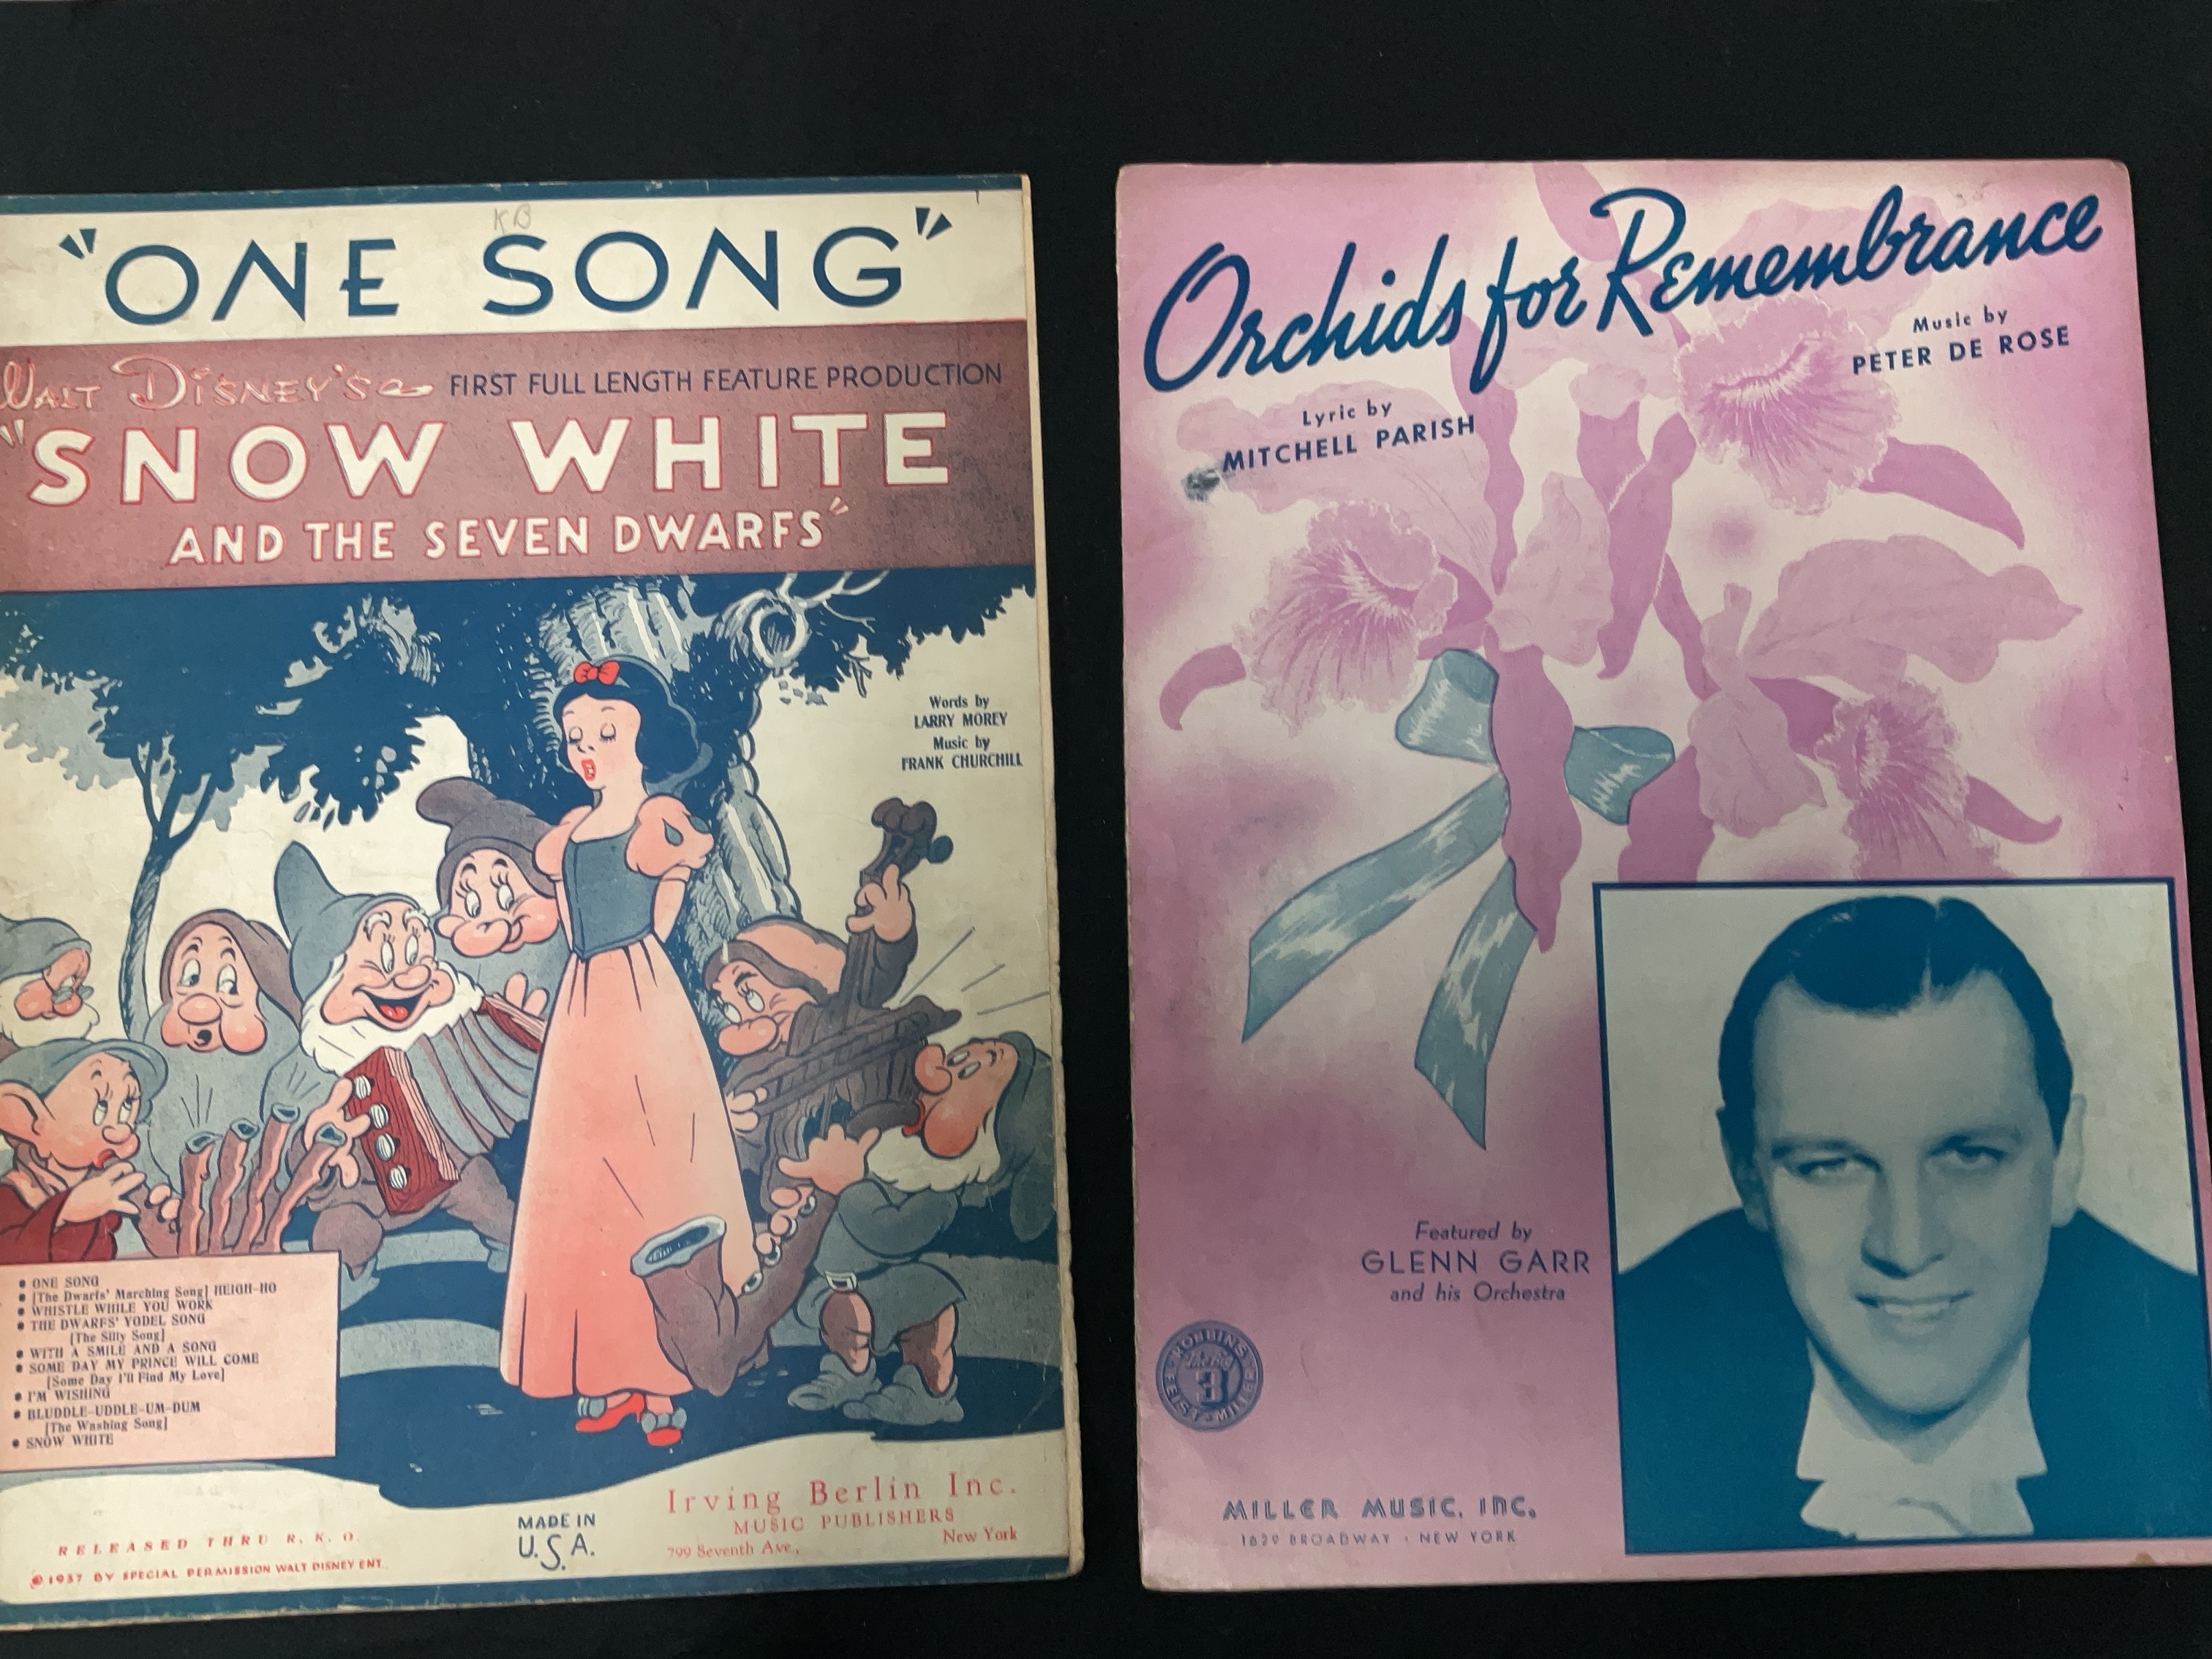 KB
"ONE SONG"
WALT DISNEY'S FIRST FULL LENGTH FEATURE PRODUCTION
"SNOW WHITE
AND THE SEVEN DWARFS"
Words by
LARRY MOREY
Music by
FRANK CHURCHILL
• ONE SONG
• [The Dwarfs' Marching Song] HEIGH-HO
• WHISTLE WHILE YOU WORK
• THE DWARFS' YODEL SONG
[The Silly Song]
• WITH A SMILE AND A SONG
• SOME DAY MY PRINCE WILL COME
[Some Day I'll Find My Love]
• I'M WISHING
• BLUDDLE-UDDLE-UM-DUM
[The Washing Song]
• SNOW WHITE
RELEASED THRU R. K. O.
© 1937 BY SPECIAL PERMISSION WALT DISNEY ENT.
MADE IN
U.S.A.
Irving Berlin Inc.
MUSIC PUBLISHERS
799 Seventh Ave., New York
Orchids for Remembrance
Music by
PETER DE ROSE
Lyric by
MITCHELL PARISH
Featured by
GLENN GARR
and his Orchestra
ROBBINS
The Big
3
FEIST • MILLER
MILLER MUSIC, INC.
1629 BROADWAY • NEW YORK